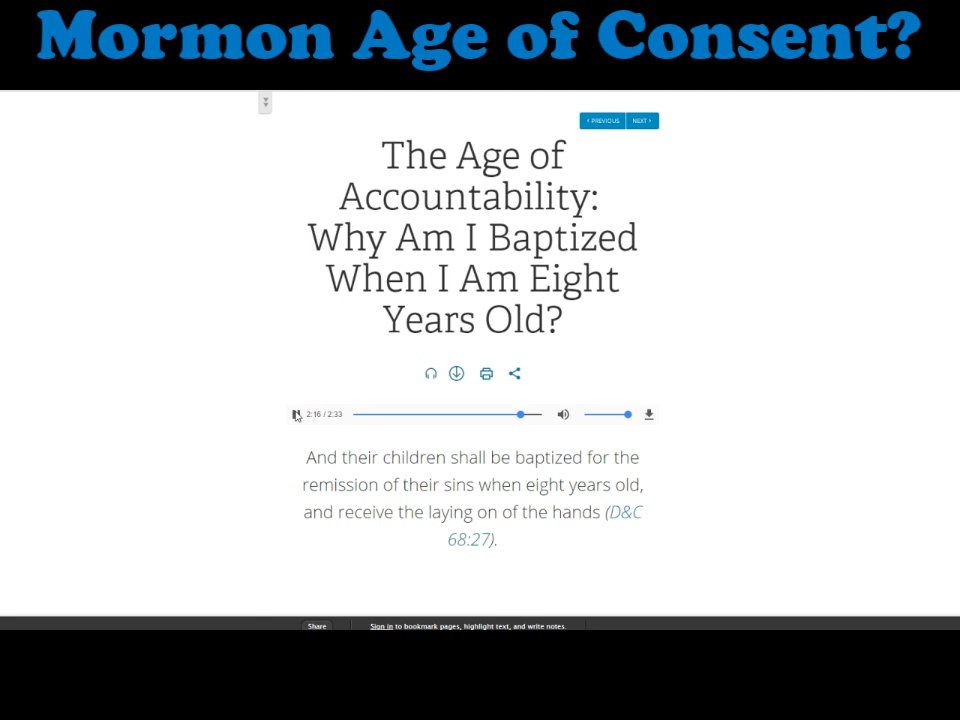 Mormon Age of Consent?
‹ PREVIOUS NEXT ›
The Age of
Accountability:
Why Am I Baptized
When I Am Eight
Years Old?
2:16 / 2:33
And their children shall be baptized for the
remission of their sins when eight years old,
and receive the laying on of the hands (D&C
68:27).
Share Sign in to bookmark pages, highlight text, and write notes.